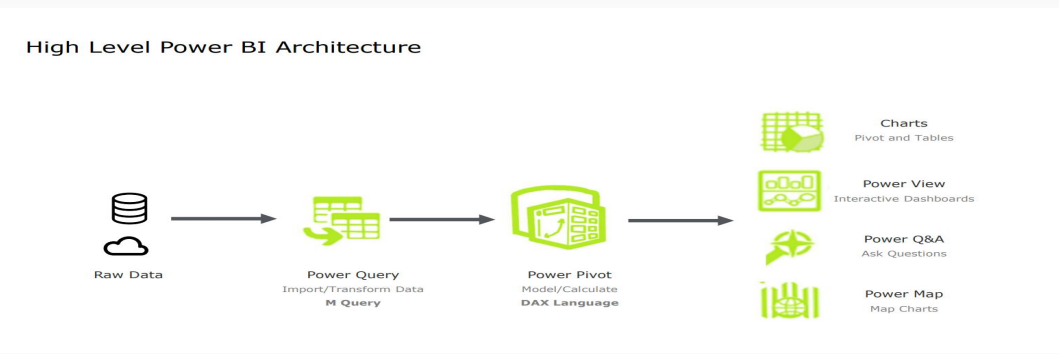 High Level Power BI Architecture
Raw Data
Power Query
Import/Transform Data
M Query
Power Pivot
Model/Calculate
DAX Language
Charts
Pivot and Tables
Power View
Interactive Dashboards
Power Q&A
Ask Questions
Power Map
Map Charts